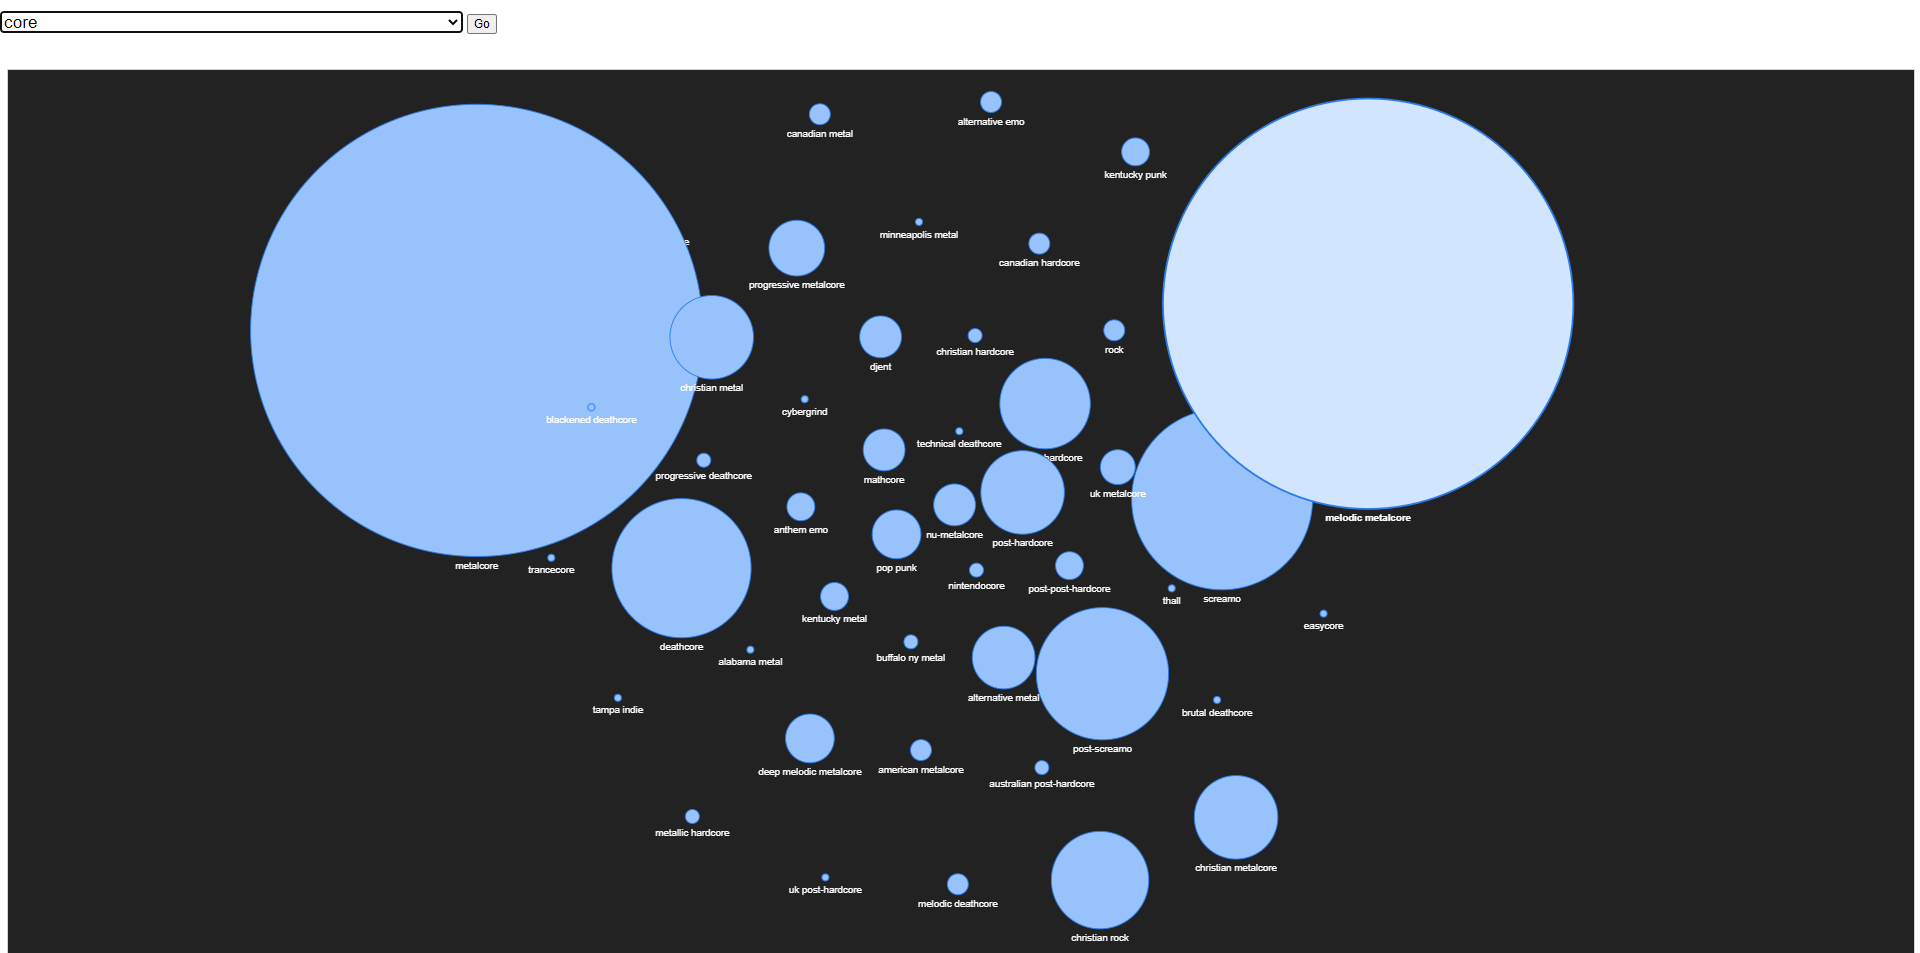 core
Go
canadian metal
alternative emo
kentucky punk
minneapolis metal
canadian hardcore
progressive metalcore
christian hardcore
rock
djent
christian metal
cybergrind
blackened deathcore
technical deathcore
hardcore
progressive deathcore
mathcore
uk metalcore
melodic metalcore
anthem emo
nu-metalcore
post-hardcore
metalcore
trancecore
pop punk
nintendocore
post-post-hardcore
thall
screamo
kentucky metal
easycore
deathcore
alabama metal
buffalo ny metal
alternative metal
tampa indie
brutal deathcore
post-screamo
deep melodic metalcore
american metalcore
australian post-hardcore
metallic hardcore
christian metalcore
uk post-hardcore
melodic deathcore
christian rock